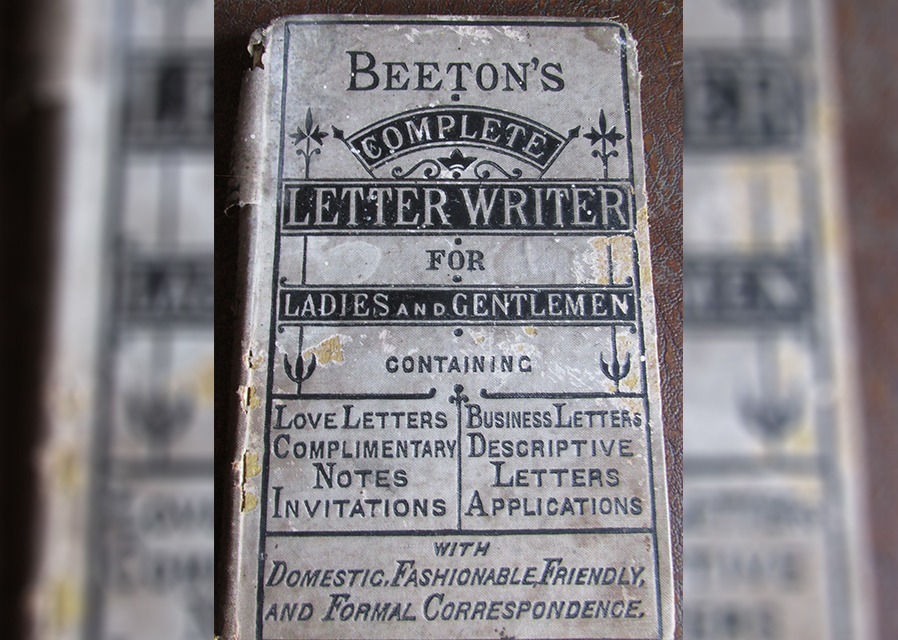 BEETON'S
COMPLETE
LETTER WRITER
FOR
LADIES AND GENTLEMEN
CONTAINING
LOVE LETTERS
COMPLIMENTARY
NOTES
INVITATIONS
BUSINESS LETTERS
DESCRIPTIVE
LETTERS
APPLICATIONS
WITH
DOMESTIC, FASHIONABLE, FRIENDLY,
AND FORMAL CORRESPONDENCE.